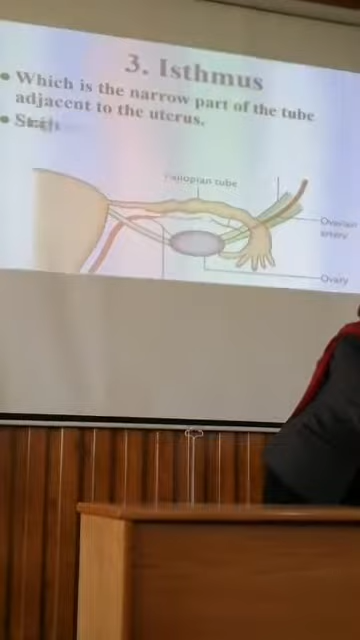 3. Isthmus
• Which is the narrow part of the tube
adjacent to the uterus.
Fallopian tube
Ovarian
artery
Ovary